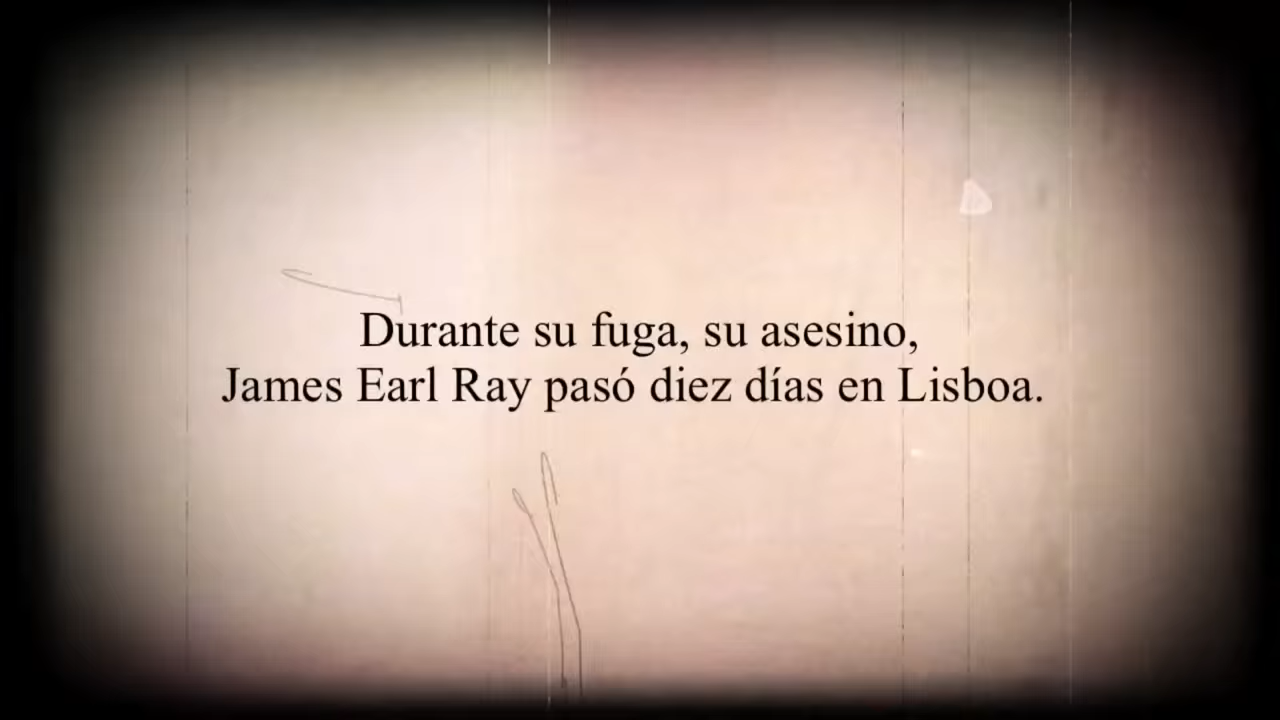 Durante su fuga, su asesino,
James Earl Ray pasó diez días en Lisboa.